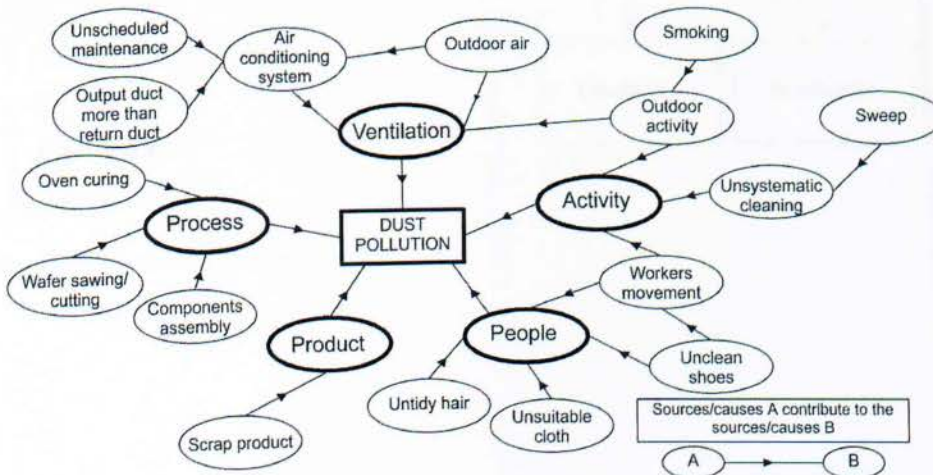 Unscheduled
maintenance
Air
conditioning
system
Outdoor air
Smoking
Output duct
more than
return duct
Ventilation
Outdoor
activity
Sweep
Oven curing
Process
DUST
POLLUTION
Activity
Unsystematic
cleaning
Wafer sawing/
cutting
Components
assembly
Workers
movement
Product
People
Unclean
shoes
Untidy hair
Unsuitable
cloth
Scrap product
Sources/causes A contribute to the
sources/causes B
A
B